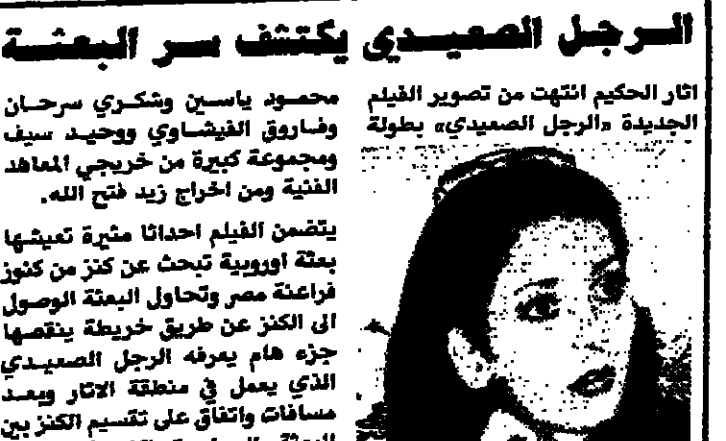 الرجل الصعيدي يكتشف سر البعثة
اثار الحكيم انتهت من تصوير الفيلم
الجديدة «الرجل الصعيدي» بطولة
محمود ياسين وشكري سرحان
وفاروق الفيشاوي ووحيد سيف
ومجموعة كبيرة من خريجي المعاهد
الفنية ومن اخراج زيد فتح الله.
يتضمن الفيلم احداثا مثيرة تعيشها
بعثة اوروبية تبحث عن كنز من كنوز
فراعنة مصر وتحاول البعثة الوصول
الى الكنز عن طريق خريطة ينقصها
جزء هام يعرفه الرجل الصعيدي
الذي يعمل في منطقة الاثار وبعد
مسافات واتفاق على تقسيم الكنز بين